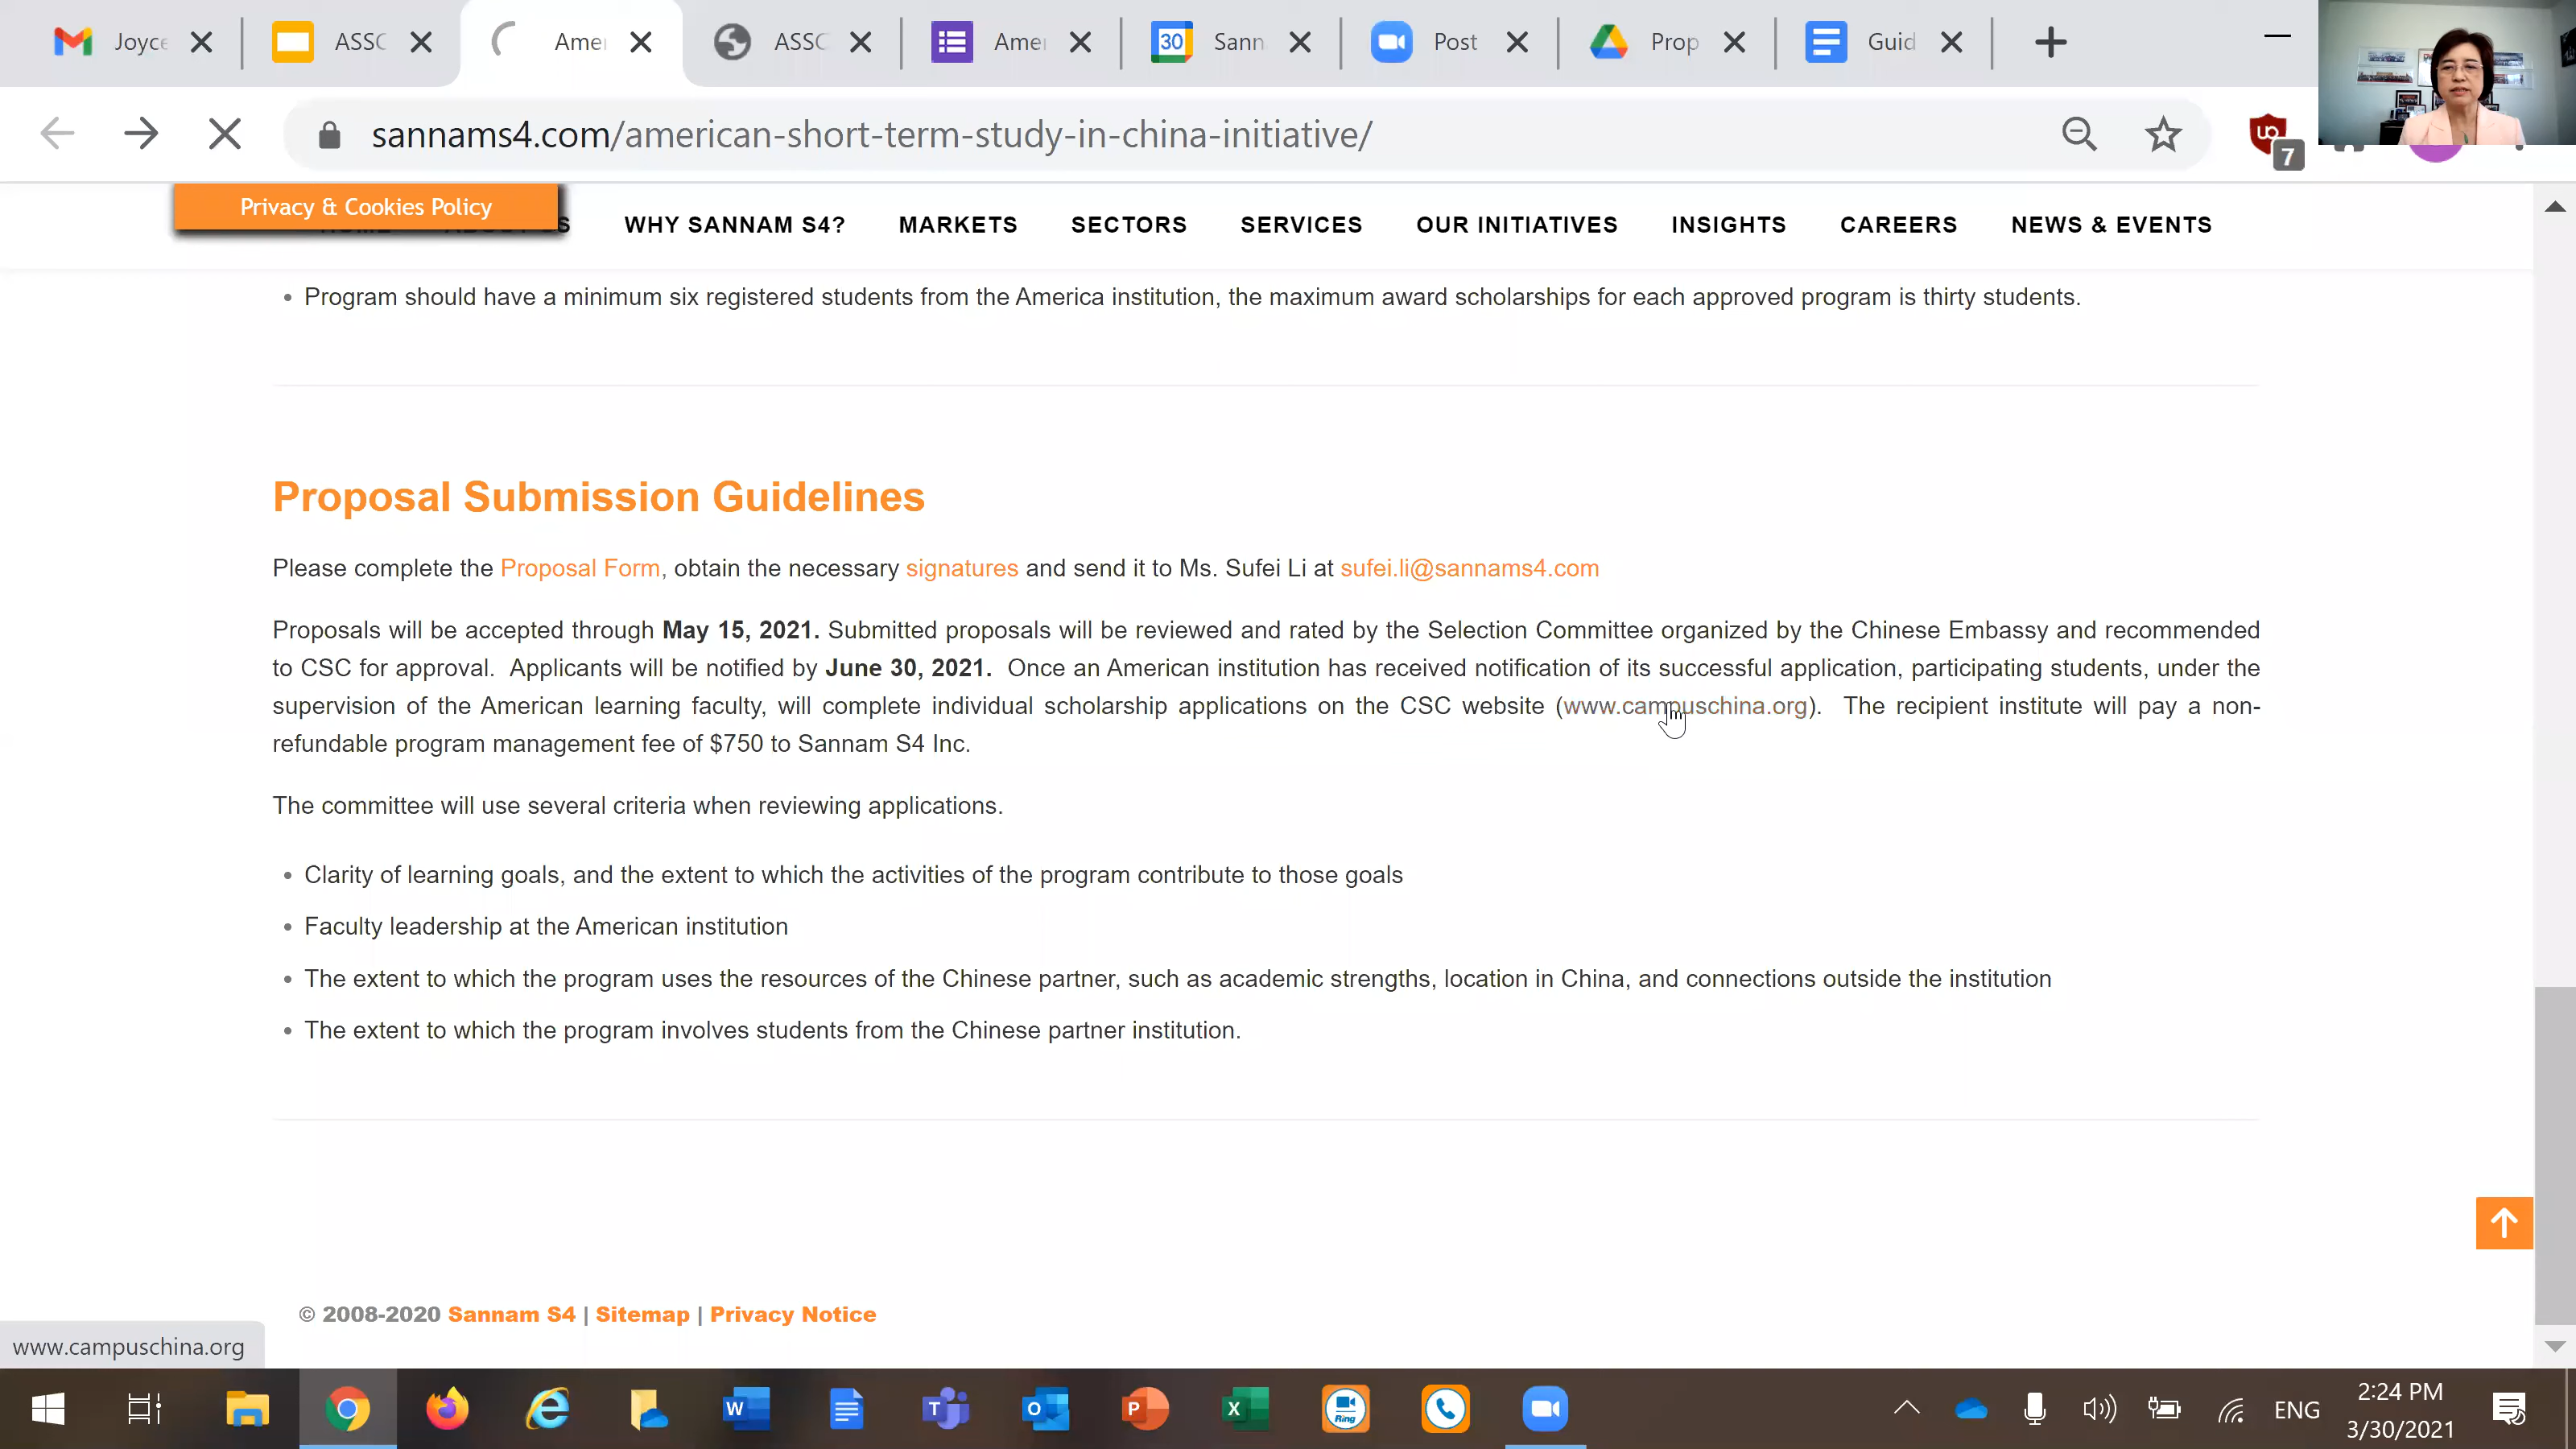 Joyce
ASSC
Amer
ASSC
Amer
30
Sann
Post
Prop
Guid
sannams4.com/american-short-term-study-in-china-initiative/
7
Privacy & Cookies Policy
WHY SANNAM S4?
MARKETS
SECTORS
SERVICES
OUR INITIATIVES
INSIGHTS
CAREERS
NEWS & EVENTS
• Program should have a minimum six registered students from the America institution, the maximum award scholarships for each approved program is thirty students.
Proposal Submission Guidelines
Please complete the Proposal Form, obtain the necessary signatures and send it to Ms. Sufei Li at sufei.li@sannams4.com
Proposals will be accepted through May 15, 2021. Submitted proposals will be reviewed and rated by the Selection Committee organized by the Chinese Embassy and recommended
to CSC for approval. Applicants will be notified by June 30, 2021. Once an American institution has received notification of its successful application, participating students, under the
supervision of the American learning faculty, will complete individual scholarship applications on the CSC website (www.campuschina.org). The recipient institute will pay a non-
refundable program management fee of $750 to Sannam S4 Inc.
The committee will use several criteria when reviewing applications.
• Clarity of learning goals, and the extent to which the activities of the program contribute to those goals
• Faculty leadership at the American institution
• The extent to which the program uses the resources of the Chinese partner, such as academic strengths, location in China, and connections outside the institution
• The extent to which the program involves students from the Chinese partner institution.
© 2008-2020 Sannam S4 | Sitemap | Privacy Notice
www.campuschina.org
Ring
ENG
2:24 PM
3/30/2021